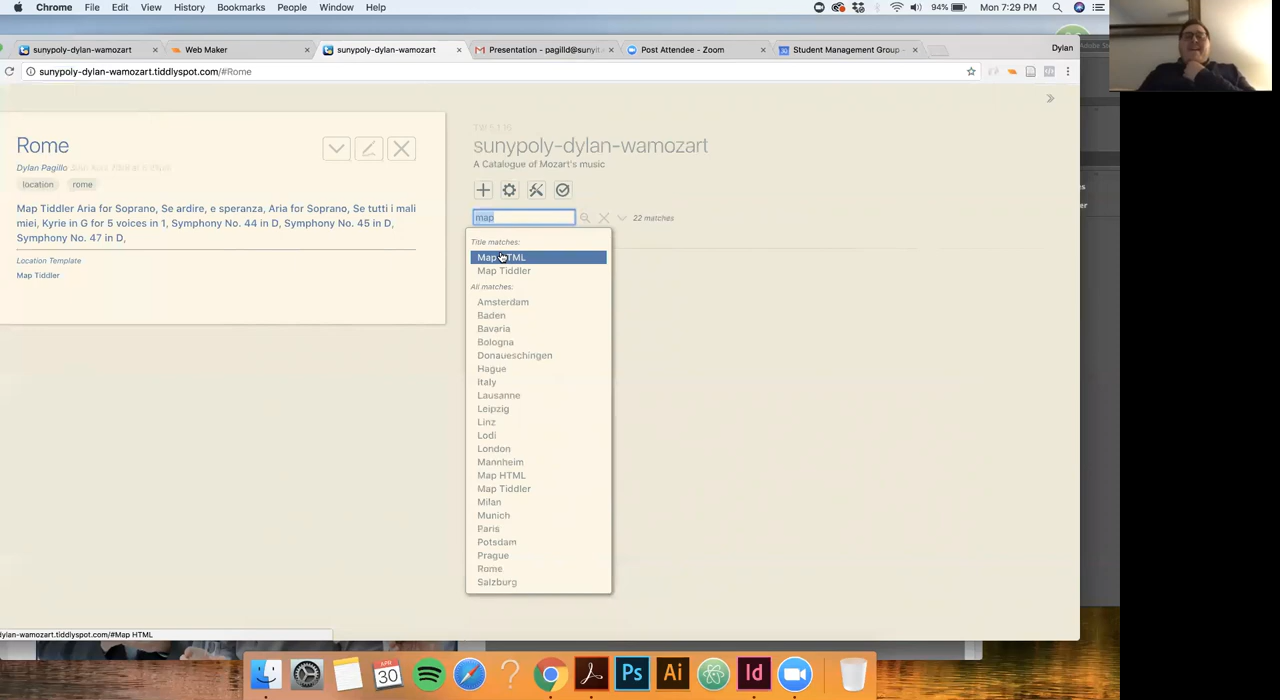 Chrome File Edit View History Bookmarks People Window Help 94% Mon 7:29 PM
sunypoly-dylan-wamozart Web Maker sunypoly-dylan-wamozart Presentation - pagilld@sunyit Post Attendee - Zoom Student Management Group - Dylan
sunypoly-dylan-wamozart.tiddlyspot.com/#Rome
Rome
Dylan Pagillo
location rome
Map Tiddler Aria for Soprano, Se ardire, e speranza, Aria for Soprano, Se tutti i mali
miei, Kyrie in G for 5 voices in 1, Symphony No. 44 in D, Symphony No. 45 in D,
Symphony No. 47 in D,
Location Template
Map Tiddler
sunypoly-dylan-wamozart
A Catalogue of Mozart's music
map 22 matches
Title matches:
Map HTML
Map Tiddler
All matches:
Amsterdam
Baden
Bavaria
Bologna
Donaueschingen
Hague
Italy
Lausanne
Leipzig
Linz
Lodi
London
Mannheim
Map HTML
Map Tiddler
Milan
Munich
Paris
Potsdam
Prague
Rome
Salzburg
dylan-wamozart.tiddlyspot.com/#Map HTML
APR
30
Ps Ai Id